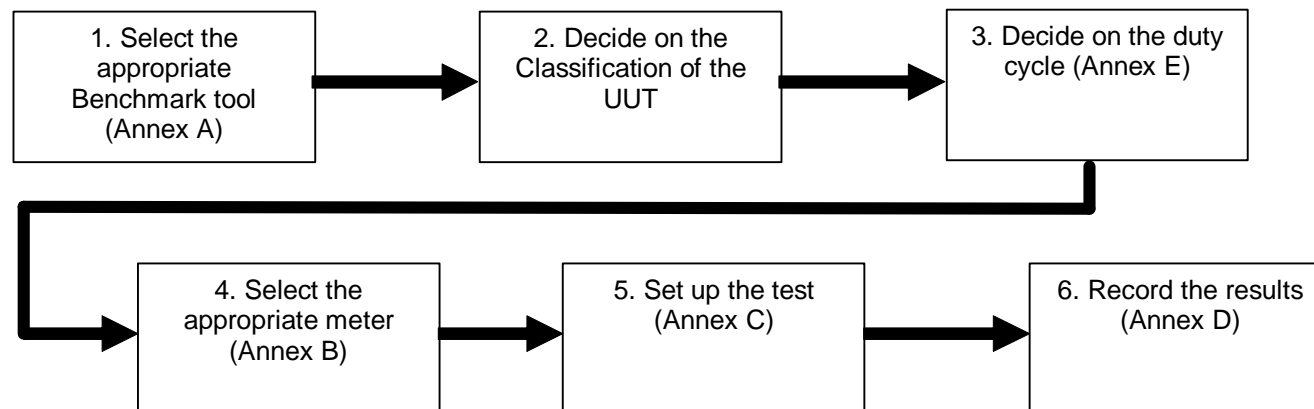 1. Select the
appropriate
Benchmark tool
(Annex A)
2. Decide on the
Classification of the
UUT
3. Decide on the duty
cycle (Annex E)
4. Select the
appropriate meter
(Annex B)
5. Set up the test
(Annex C)
6. Record the results
(Annex D)